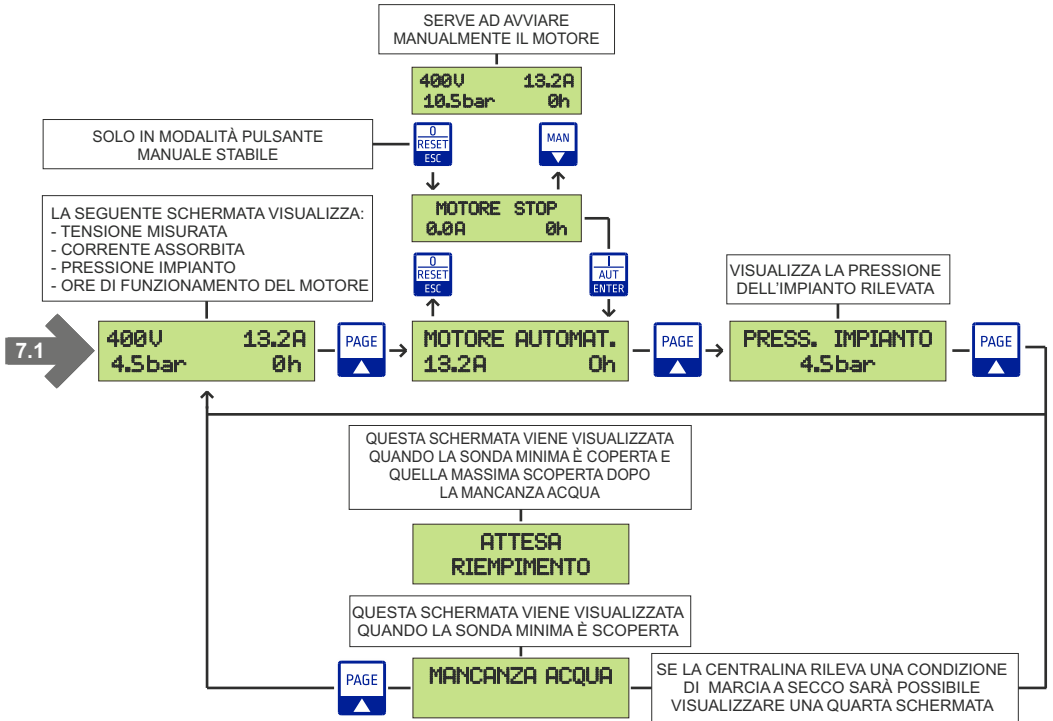 SERVE AD AVVIARE
MANUALMENTE IL MOTORE
400V 13.2A
10.5bar 0h
SOLO IN MODALITÀ PULSANTE
MANUALE STABILE
0
RESET
ESC
MAN
MOTORE STOP
0.0A 0h
LA SEGUENTE SCHERMATA VISUALIZZA:
- TENSIONE MISURATA
- CORRENTE ASSORBITA
- PRESSIONE IMPIANTO
- ORE DI FUNZIONAMENTO DEL MOTORE
0
RESET
ESC
I
AUT
ENTER
VISUALIZZA LA PRESSIONE
DELL'IMPIANTO RILEVATA
7.1
400V 13.2A
4.5bar 0h
PAGE
MOTORE AUTOMAT.
13.2A Oh
PAGE
PRESS. IMPIANTO
4.5bar
PAGE
QUESTA SCHERMATA VIENE VISUALIZZATA
QUANDO LA SONDA MINIMA È COPERTA E
QUELLA MASSIMA SCOPERTA DOPO
LA MANCANZA ACQUA
ATTESA
RIEMPIMENTO
QUESTA SCHERMATA VIENE VISUALIZZATA
QUANDO LA SONDA MINIMA È SCOPERTA
PAGE
MANCANZA ACQUA
SE LA CENTRALINA RILEVA UNA CONDIZIONE
DI MARCIA A SECCO SARÀ POSSIBILE
VISUALIZZARE UNA QUARTA SCHERMATA